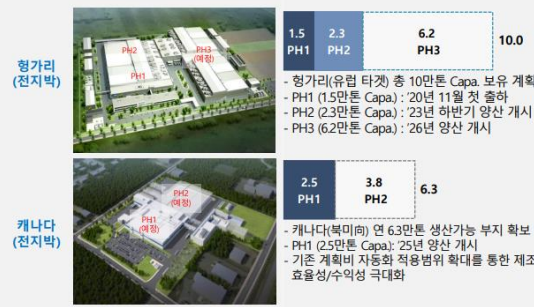 헝가리
(전지박)
PH2
PH3
(예정)
PH1
1.5
PH1
2.3
PH2
6.2
PH3
10.0
- 헝가리(유럽 타겟) 총 10만톤 Capa. 보유 계획
- PH1 (1.5만톤 Capa.) : '20년 11월 첫 출하
- PH2 (2.3만톤 Capa.) : '23년 하반기 양산 개시
- PH3 (6.2만톤 Capa.) : '26년 양산 개시
캐나다
(전지박)
PH2
(예정)
PH1
(예정)
2.5
PH1
3.8
PH2
6.3
- 캐나다(북미向) 연 6.3만톤 생산가능 부지 확보
- PH1 (2.5만톤 Capa.): '25년 양산 개시
- 기존 계획비 자동화 적용범위 확대를 통한 제조
효율성/수익성 극대화